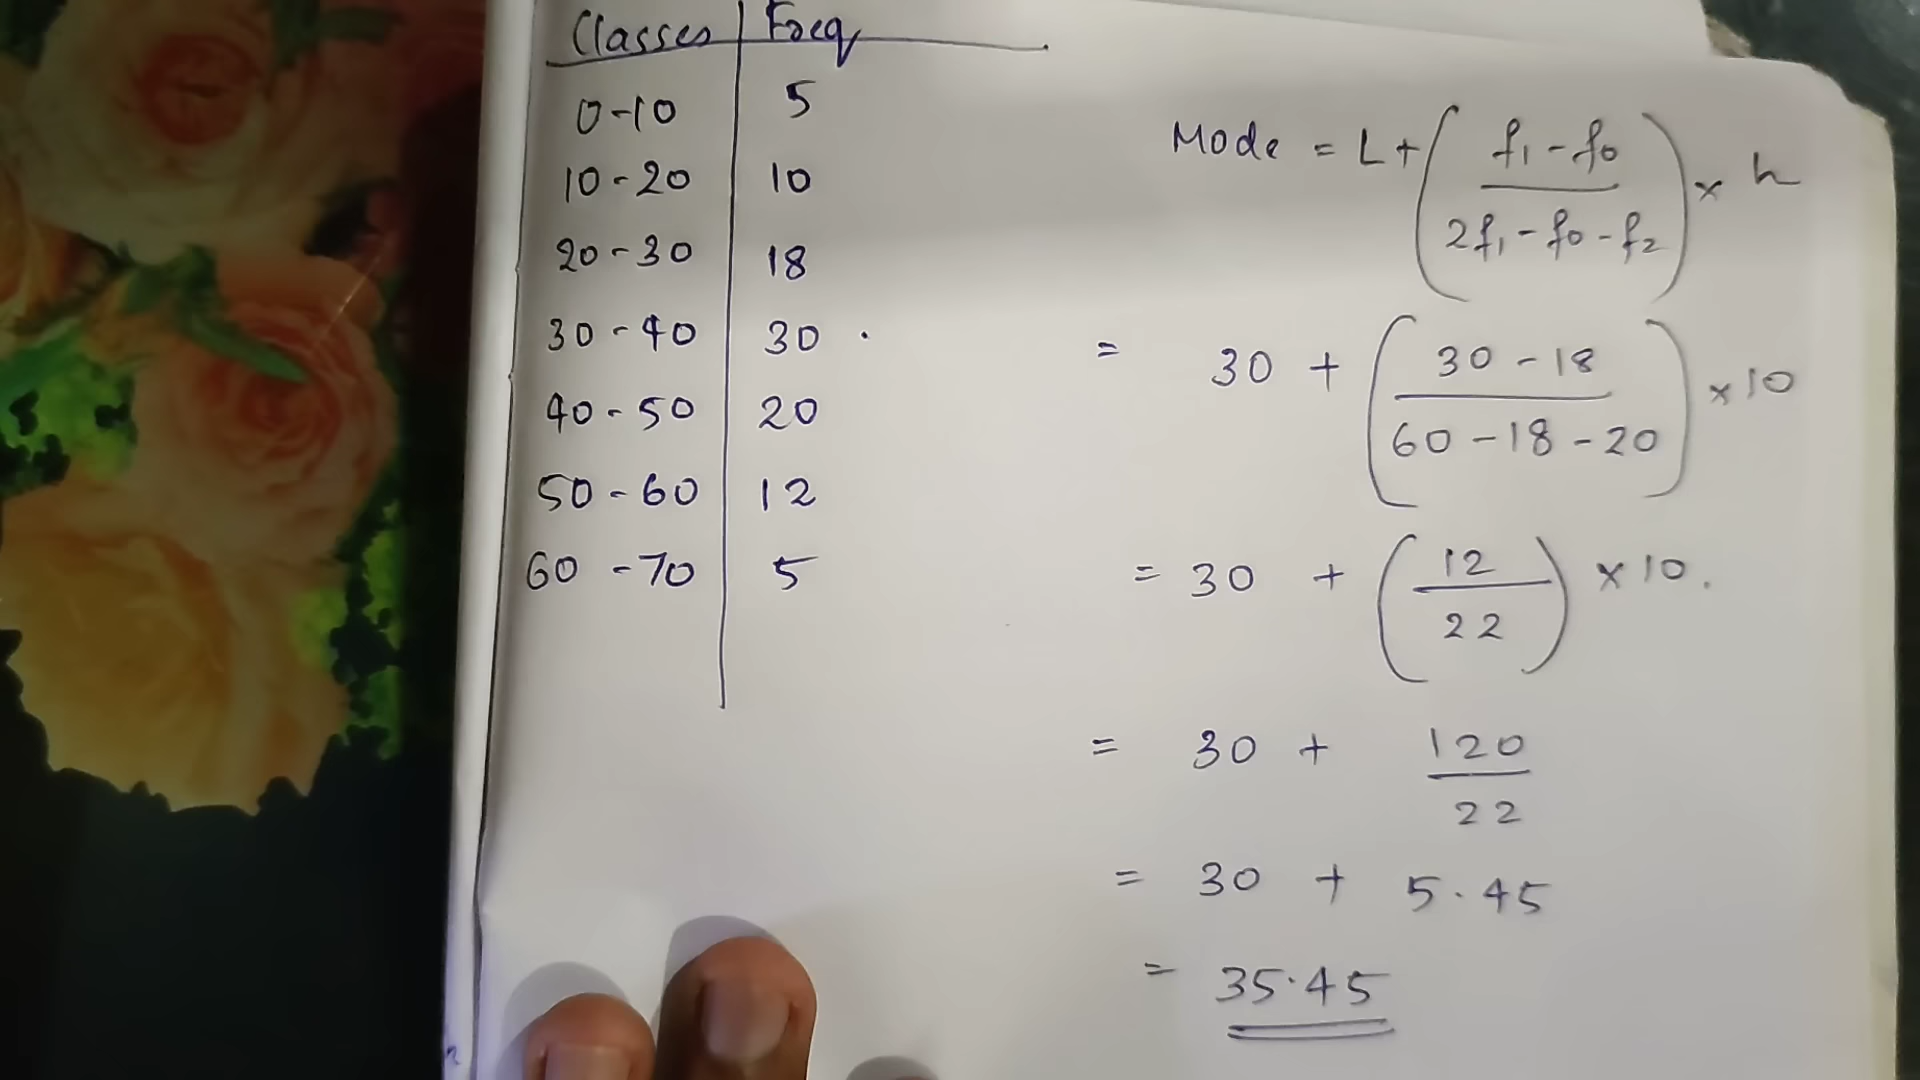 Classes Freq
0-10 5
10-20 10
20-30 18
30-40 30 .
40-50 20
50-60 12
60-70 5
Mode = L + ( f₁ - f₀ / 2f₁ - f₀ - f₂ ) × h
= 30 + ( 30 - 18 / 60 - 18 - 20 ) × 10
= 30 + ( 12 / 22 ) × 10.
= 30 + 120 / 22
= 30 + 5.45
= 35.45